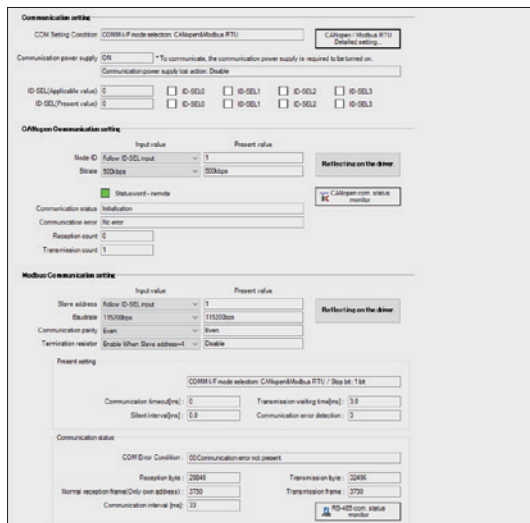 Communication setting
COM Setting Condition COMM-I/F mode selection: CANopen&Modbus RTU CANopen / Modbus RTU
Detailed setting...
Communication power supply ON * To communicate, the communication power supply is required to be turned on.
Communication power supply lost action: Disable
ID-SEL(Applicable value) 0 ID-SEL0 ID-SEL1 ID-SEL2 ID-SEL3
ID-SEL(Present value) 0 ID-SEL0 ID-SEL1 ID-SEL2 ID-SEL3
CANopen Communication setting
Input value Present value
Node-ID Follow ID-SEL input 1 Reflecting on the driver.
Bitrate 500kbps 500kbps
Statusword - remote CANopen com. status
monitor
Communication status Initialisation
Communication error No error
Reception count 0
Transmission count 1
Modbus Communication setting
Input value Present value
Slave address Follow ID-SEL input 1 Reflecting on the driver.
Baudrate 115200bps 115200bps
Communication parity Even Even
Termination resistor Enable When Slave address=4 Disable
Present setting
COMM-I/F mode selection: CANopen&Modbus RTU / Stop bit: 1 bit
Communication timeout[ms] : 0 Transmission waiting time[ms] : 3.0
Silent interval[ms] : 0.0 Communication error detection : 3
Communication status
COM Error Condition : 00:Communication error not present
Reception byte : 29840 Transmission byte : 32486
Normal reception frame(Only own address) : 3730 Transmission frame : 3730
Communication interval [ms] : 33 RS-485 com. status
monitor